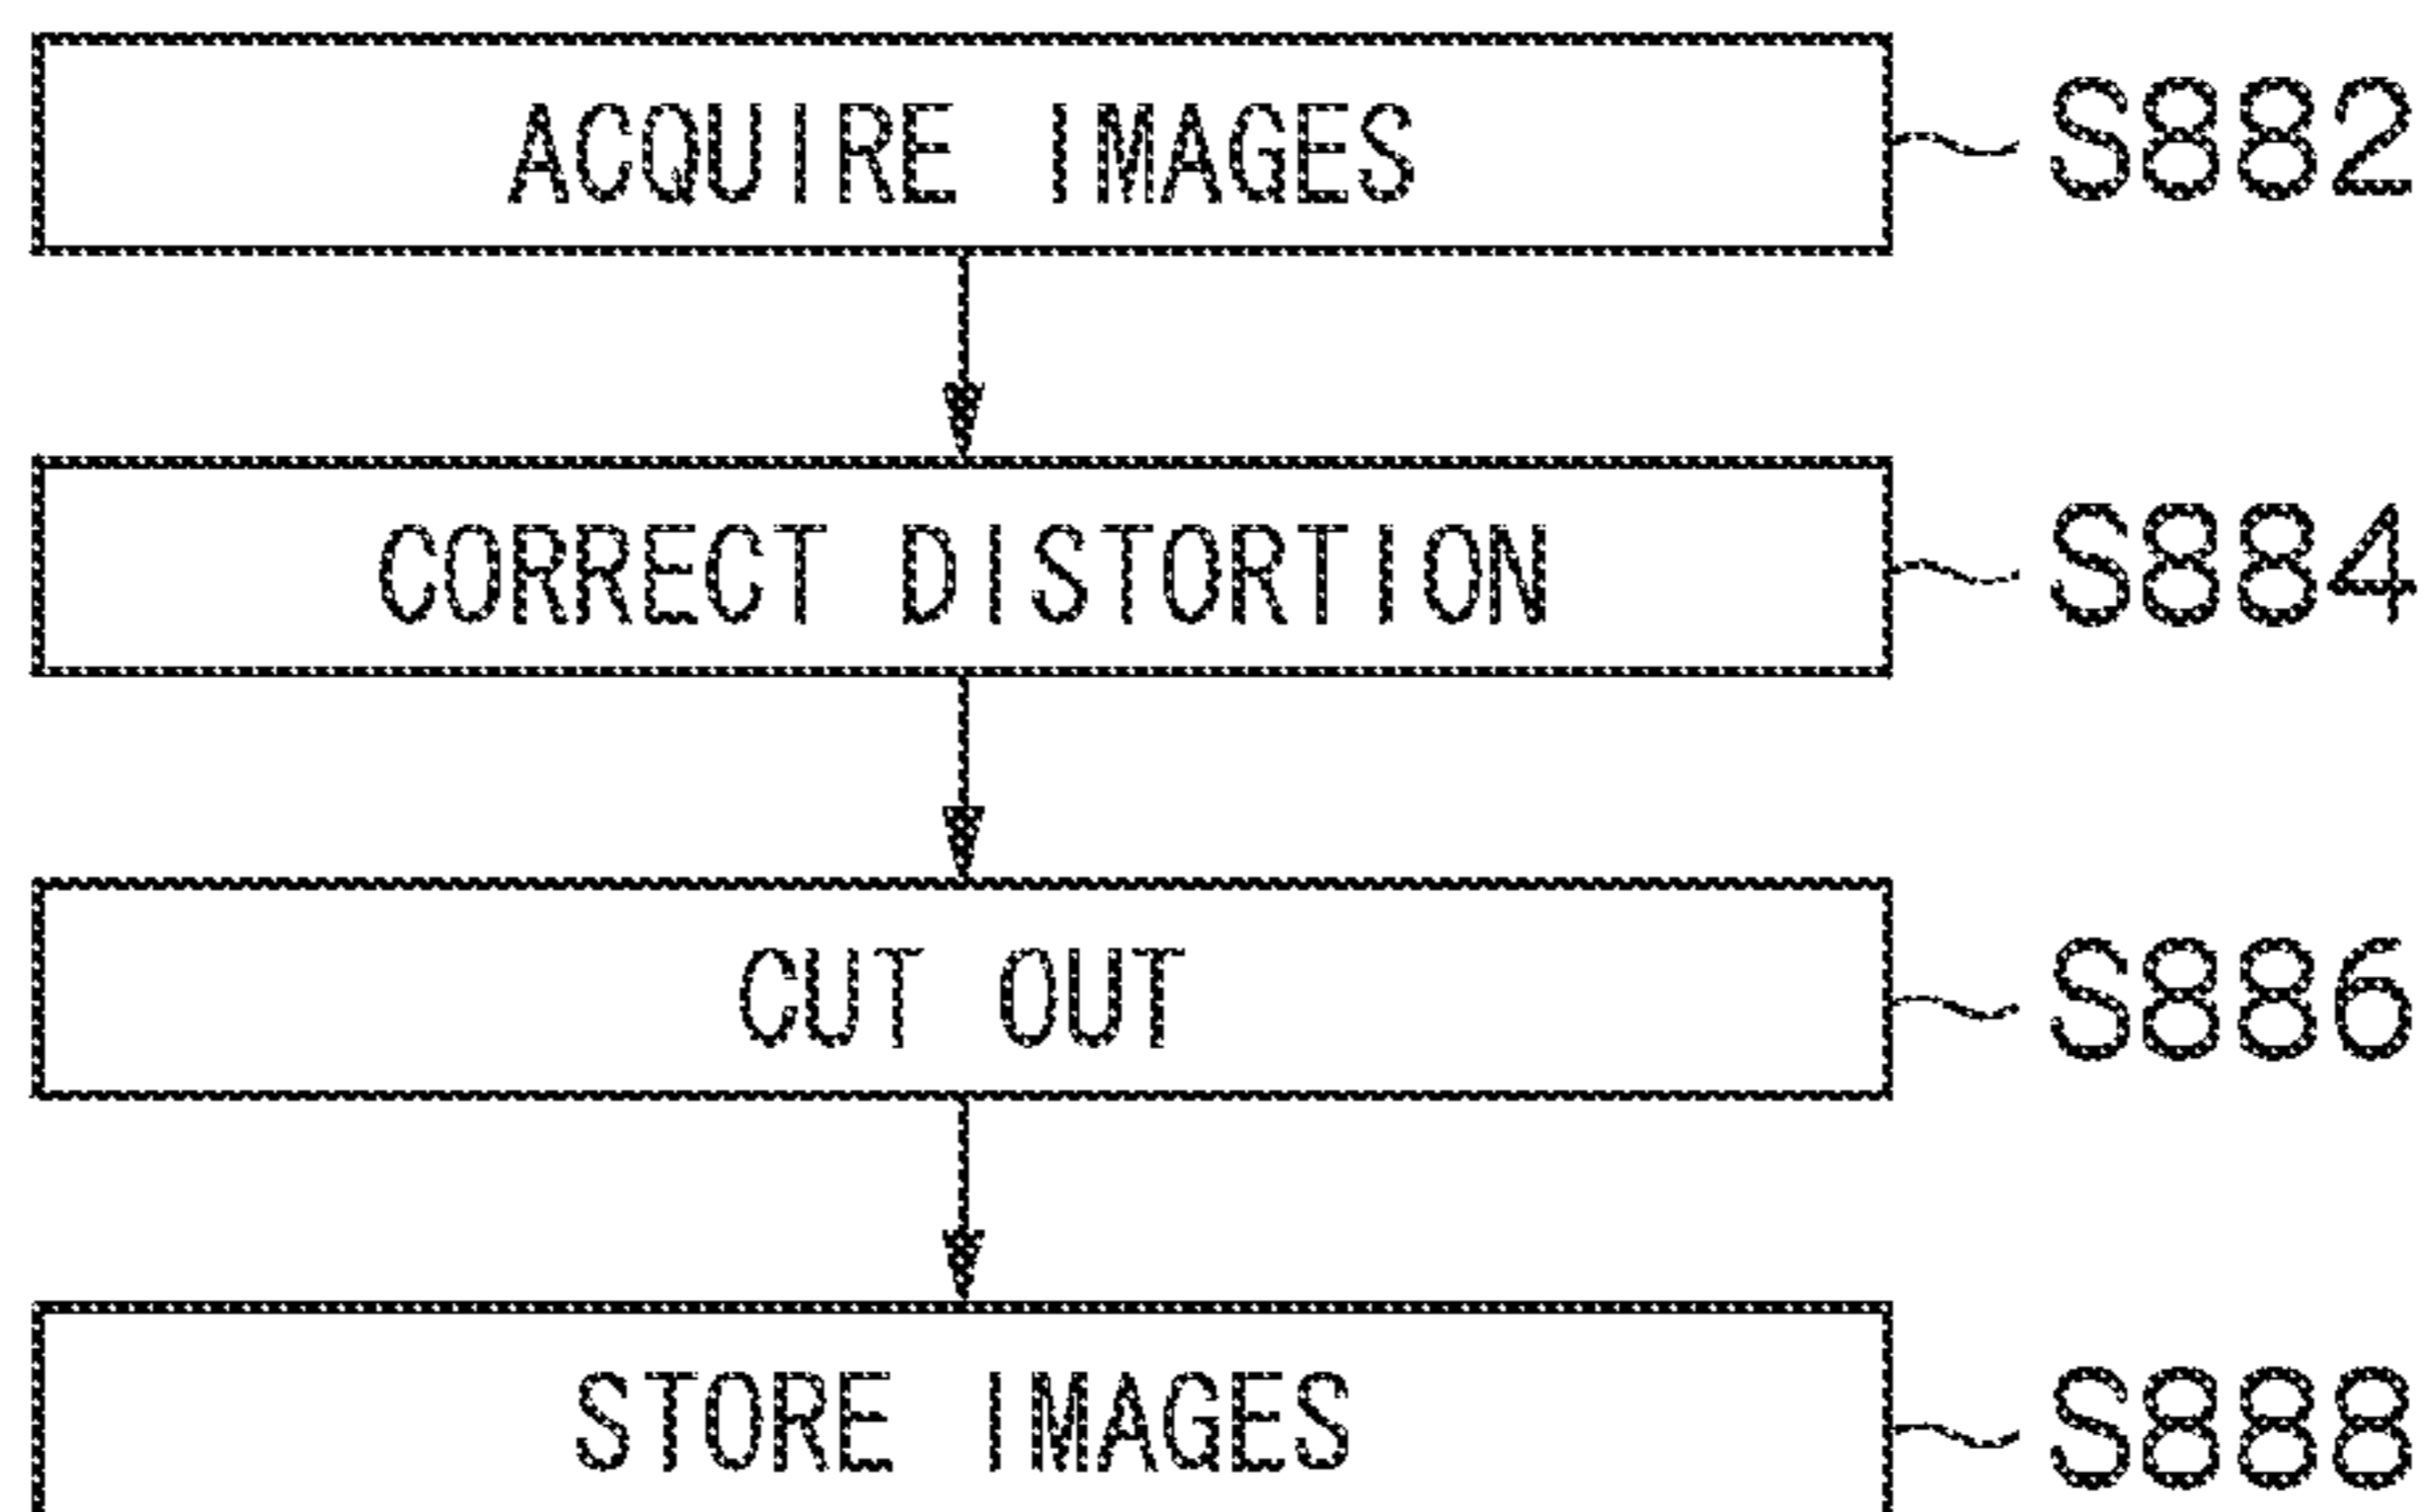 ACQUIRE IMAGES S882
CORRECT DISTORTION S884
CUT OUT S886
STORE IMAGES S888